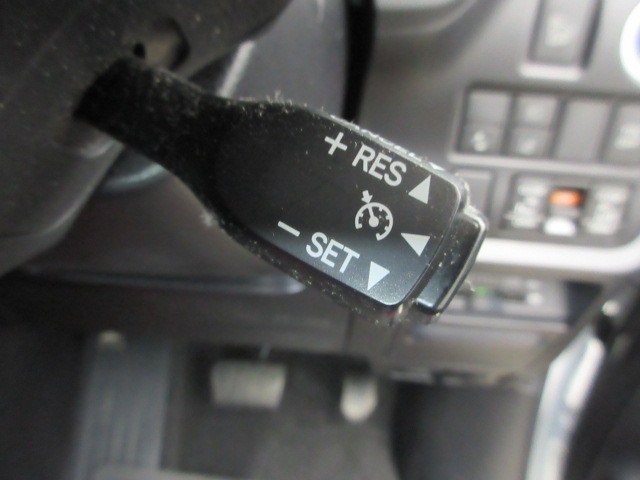 + RES
- SET